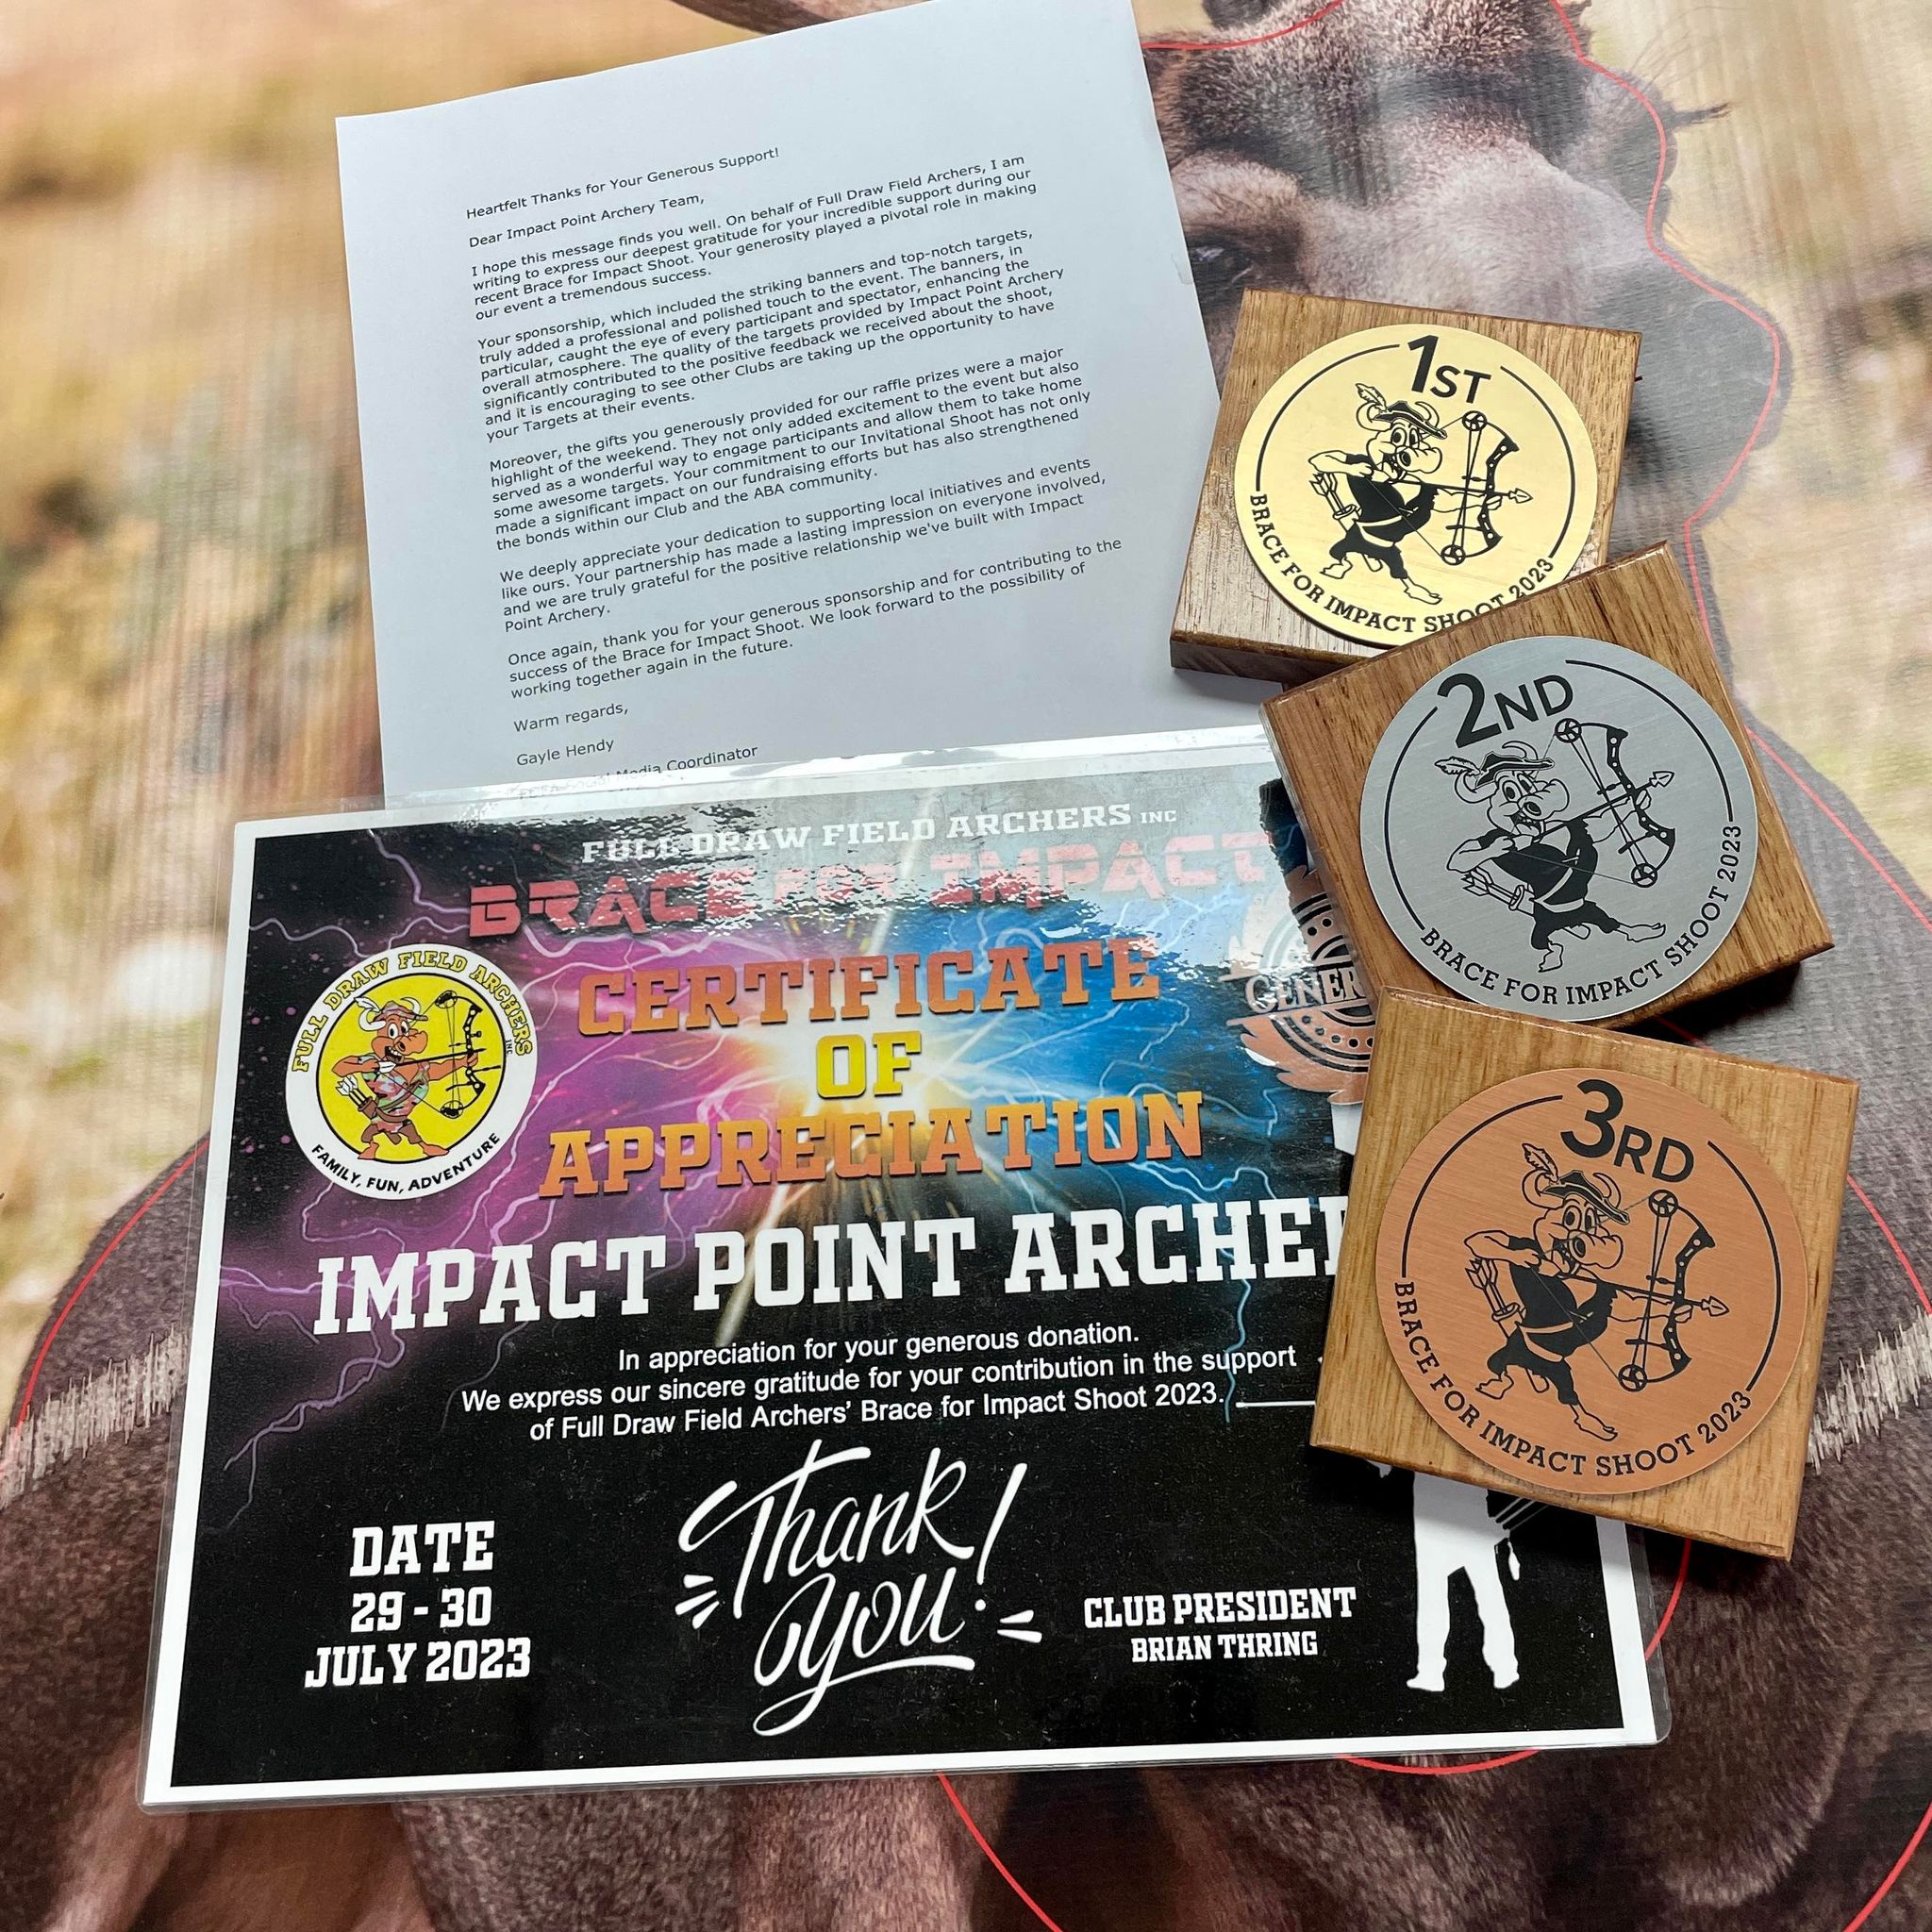 Heartfelt Thanks for Your Generous Support!
Dear Impact Point Archery Team,
I hope this message finds you well. On behalf of Full Draw Field Archers, I am
writing to express our deepest gratitude for your incredible support during our
recent Brace for Impact Shoot. Your generosity played a pivotal role in making
our event a tremendous success.
Your sponsorship, which included the striking banners and top-notch targets,
truly added a professional and polished touch to the event. The banners, in
particular, caught the eye of every participant and spectator, enhancing the
overall atmosphere. The quality of the targets provided by Impact Point Archery
significantly contributed to the positive feedback we received about the shoot,
and it is encouraging to see other Clubs are taking up the opportunity to have
your Targets at their events.
Moreover, the gifts you generously provided for our raffle prizes were a major
highlight of the weekend. They not only added excitement to the event but also
served as a wonderful way to engage participants and allow them to take home
some awesome targets. Your commitment to our Invitational Shoot has not only
made a significant impact on our fundraising efforts but has also strengthened
the bonds within our Club and the ABA community.
We deeply appreciate your dedication to supporting local initiatives and events
like ours. Your partnership has made a lasting impression on everyone involved,
and we are truly grateful for the positive relationship we've built with Impact
Point Archery.
Once again, thank you for your generous sponsorship and for contributing to the
success of the Brace for Impact Shoot. We look forward to the possibility of
working together again in the future.
Warm regards,
Gayle Hendy
Media Coordinator
1ST
BRACE FOR IMPACT SHOOT 2023
2ND
BRACE FOR IMPACT SHOOT 2023
3RD
BRACE FOR IMPACT SHOOT 2023
FULL DRAW FIELD ARCHERS INC
BRACE FOR IMPACT
CERTIFICATE
OF
APPRECIATION
FULL DRAW FIELD ARCHERS INC
FAMILY, FUN, ADVENTURE
GENER
IMPACT POINT ARCHER
In appreciation for your generous donation.
We express our sincere gratitude for your contribution in the support
of Full Draw Field Archers' Brace for Impact Shoot 2023.
DATE
29 - 30
JULY 2023
Thank
you!
CLUB PRESIDENT
BRIAN THRING